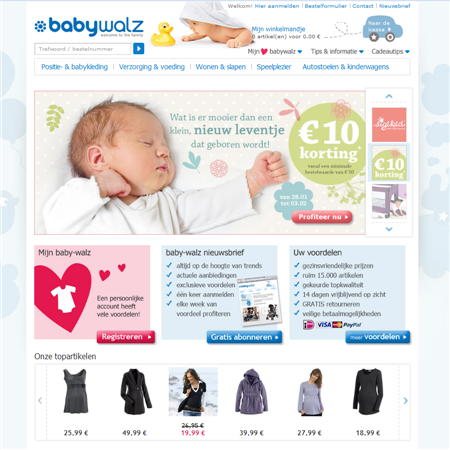 Welkom! Hier aanmelden | Bestelformulier | Contact | Nieuwsbrief
babywalz
welcome to the family
Mijn winkelmandje
0 artikel(en) voor 0.00 €
Naar de kassa
Trefwoord / bestelnummer
Mijn babywalz
Tips & informatie
Cadeautips
Positie- & babykleding | Verzorging & voeding | Wonen & slapen | Speelplezier | Autostoelen & kinderwagens
Wat is er mooier dan een
klein, nieuw leventje
dat geboren wordt!
€ 10
korting*
vanaf een minimale
bestelwaarde van € 50
van 28.01
tot 03.02
Profiteer nu
sigikid
€ 10
korting
Mijn baby-walz
Een persoonlijke
account heeft
vele voordelen!
Registreren
baby-walz nieuwsbrief
altijd op de hoogte van trends
actuele aanbiedingen
exclusieve voordelen
één keer aanmelden
elke week van
voordeel profiteren
Gratis abonneren
Uw voordelen
gezinsvriendelijke prijzen
ruim 15.000 artikelen
gekeurde topkwaliteit
14 dagen vrijblijvend op zicht
GRATIS retourneren
veilige betaalmogelijkheden
VISA PayPal
meer voordelen
Onze topartikelen
25,99 €
49,99 €
26,95 €
19,99 €
39,99 €
27,99 €
18,99 €